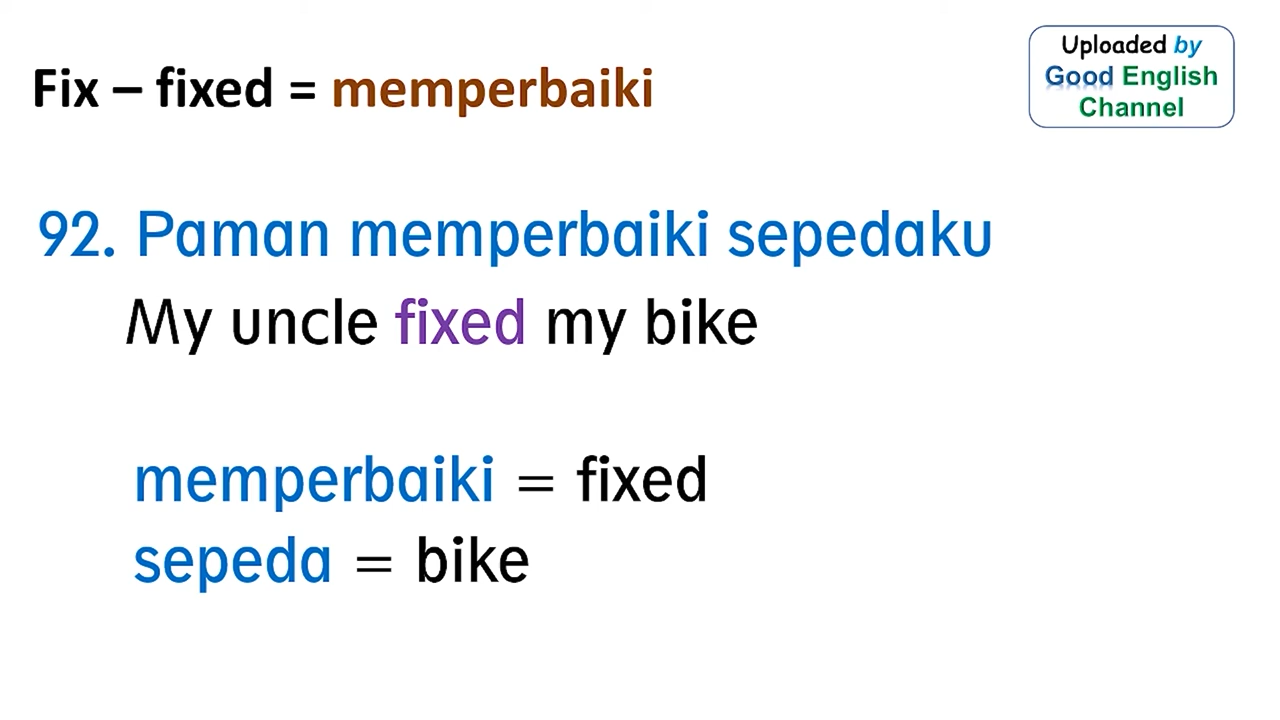 Uploaded by
Good English
Channel
Fix – fixed = memperbaiki
92. Paman memperbaiki sepedaku
My uncle fixed my bike
memperbaiki = fixed
sepeda = bike